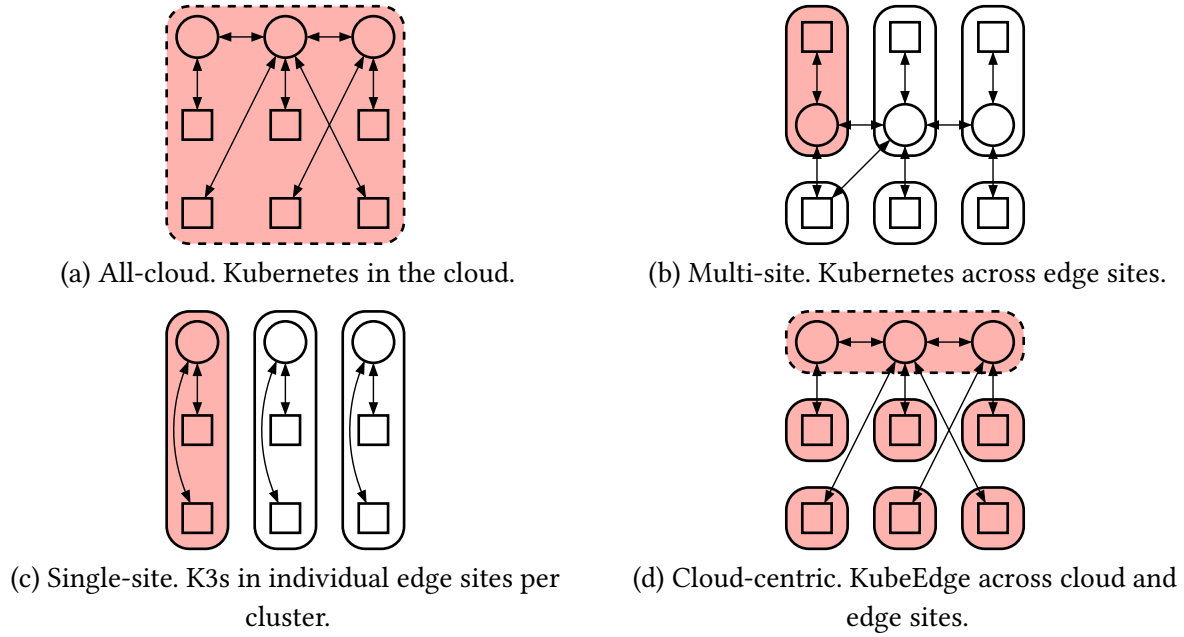 (a) All-cloud. Kubernetes in the cloud.
(b) Multi-site. Kubernetes across edge sites.
(c) Single-site. K3s in individual edge sites per
cluster.
(d) Cloud-centric. KubeEdge across cloud and
edge sites.